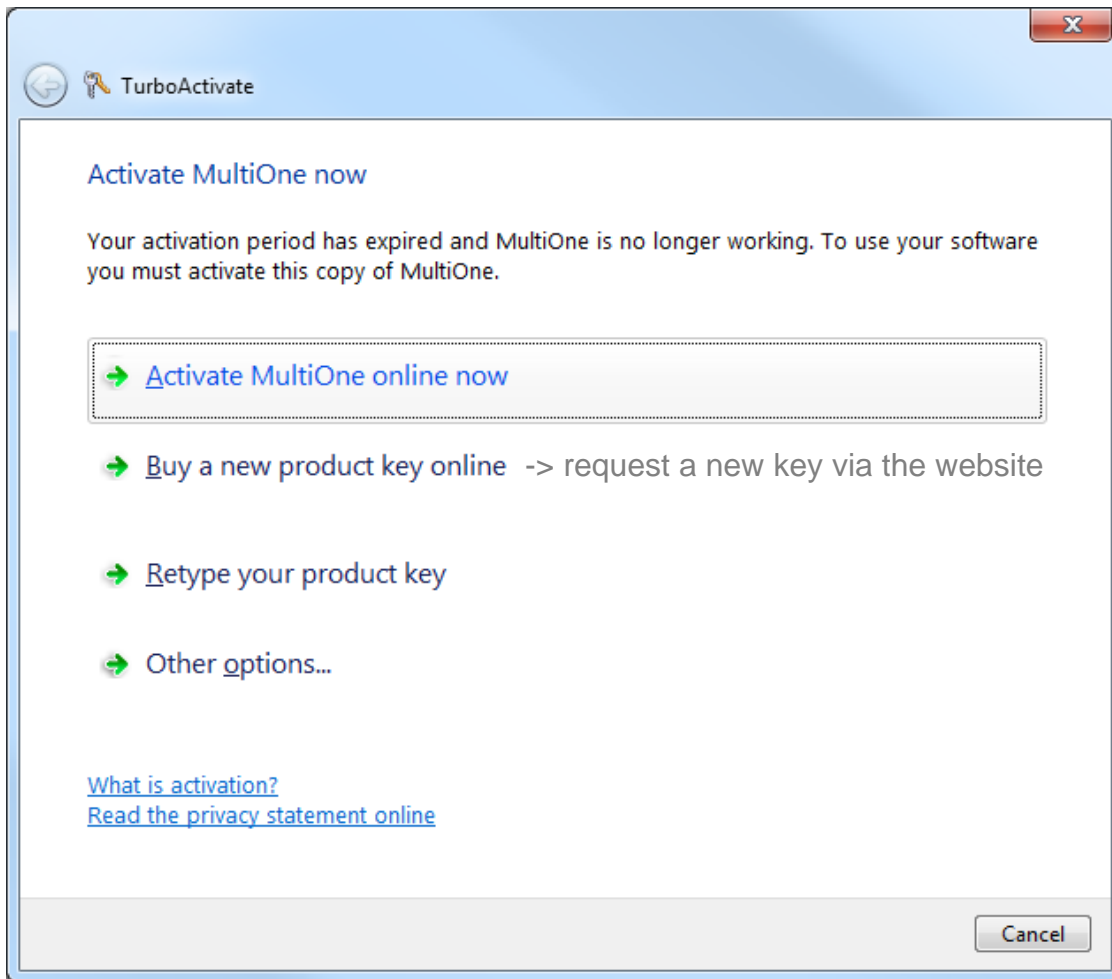 TurboActivate
Activate MultiOne now
Your activation period has expired and MultiOne is no longer working. To use your software
you must activate this copy of MultiOne.
Activate MultiOne online now
Buy a new product key online -> request a new key via the website
Retype your product key
Other options...
What is activation?
Read the privacy statement online
Cancel